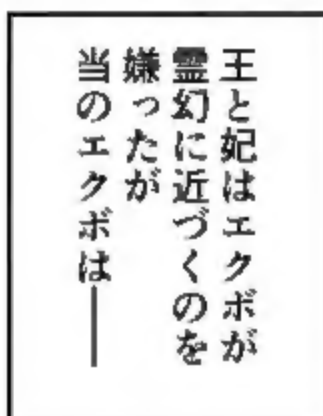 王と妃はエクボが
霊幻に近づくのを
嫌ったが
当のエクボは——